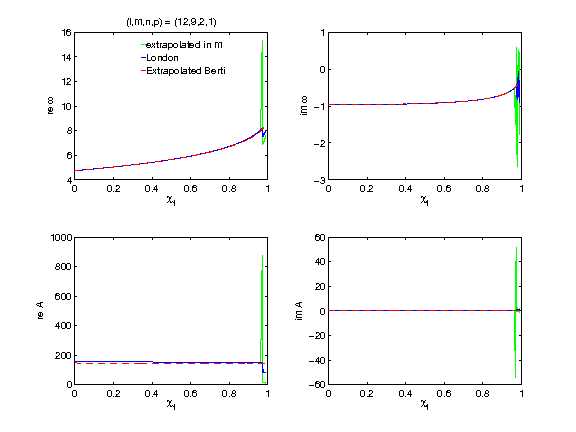 (l,m,n,p) = (12,9,2,1)
16
14
12
10
8
6
4
re ω
extrapolated in M
London
Extrapolated Berti
0 0.2 0.4 0.6 0.8 1
χf
1
0
−1
−2
−3
im ω
0 0.2 0.4 0.6 0.8 1
χf
1000
800
600
400
200
0
re A
0 0.2 0.4 0.6 0.8 1
χf
60
40
20
0
−20
−40
−60
im A
0 0.2 0.4 0.6 0.8 1
χf